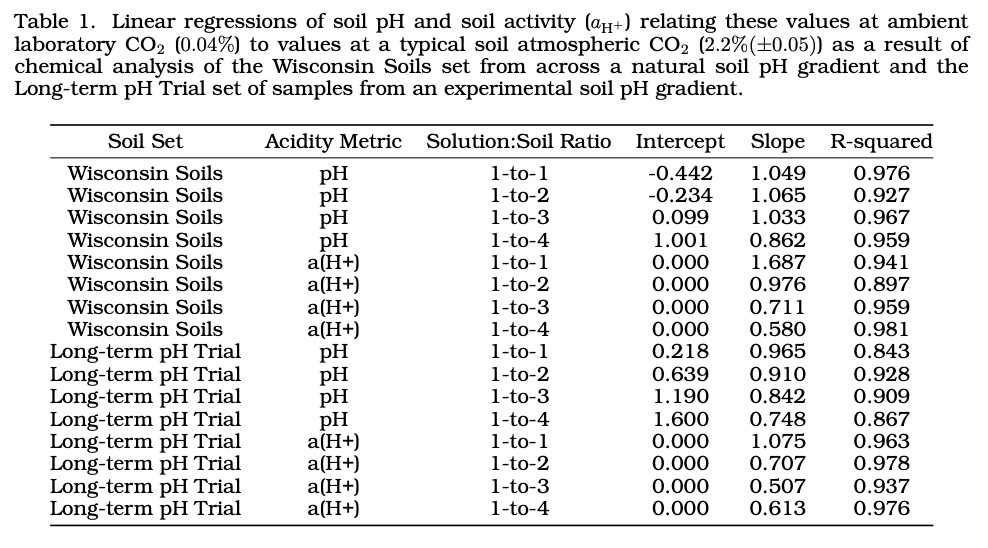 Table 1. Linear regressions of soil pH and soil activity (aH+) relating these values at ambient
laboratory CO2 (0.04%) to values at a typical soil atmospheric CO2 (2.2%(±0.05)) as a result of
chemical analysis of the Wisconsin Soils set from across a natural soil pH gradient and the
Long-term pH Trial set of samples from an experimental soil pH gradient.
Soil Set Acidity Metric Solution:Soil Ratio Intercept Slope R-squared
Wisconsin Soils pH 1-to-1 -0.442 1.049 0.976
Wisconsin Soils pH 1-to-2 -0.234 1.065 0.927
Wisconsin Soils pH 1-to-3 0.099 1.033 0.967
Wisconsin Soils pH 1-to-4 1.001 0.862 0.959
Wisconsin Soils a(H+) 1-to-1 0.000 1.687 0.941
Wisconsin Soils a(H+) 1-to-2 0.000 0.976 0.897
Wisconsin Soils a(H+) 1-to-3 0.000 0.711 0.959
Wisconsin Soils a(H+) 1-to-4 0.000 0.580 0.981
Long-term pH Trial pH 1-to-1 0.218 0.965 0.843
Long-term pH Trial pH 1-to-2 0.639 0.910 0.928
Long-term pH Trial pH 1-to-3 1.190 0.842 0.909
Long-term pH Trial pH 1-to-4 1.600 0.748 0.867
Long-term pH Trial a(H+) 1-to-1 0.000 1.075 0.963
Long-term pH Trial a(H+) 1-to-2 0.000 0.707 0.978
Long-term pH Trial a(H+) 1-to-3 0.000 0.507 0.937
Long-term pH Trial a(H+) 1-to-4 0.000 0.613 0.976